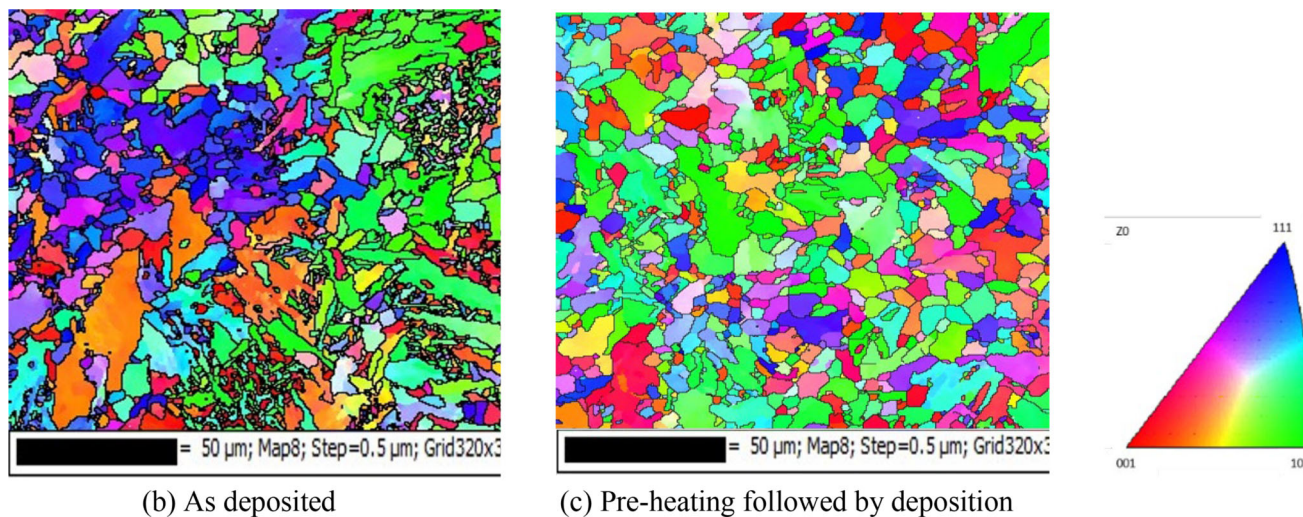 = 50 µm; Map8; Step=0.5 µm; Grid320x3
= 50 µm; Map8; Step=0.5 µm; Grid320x3
(b) As deposited
(c) Pre-heating followed by deposition
Z0
111
001
10